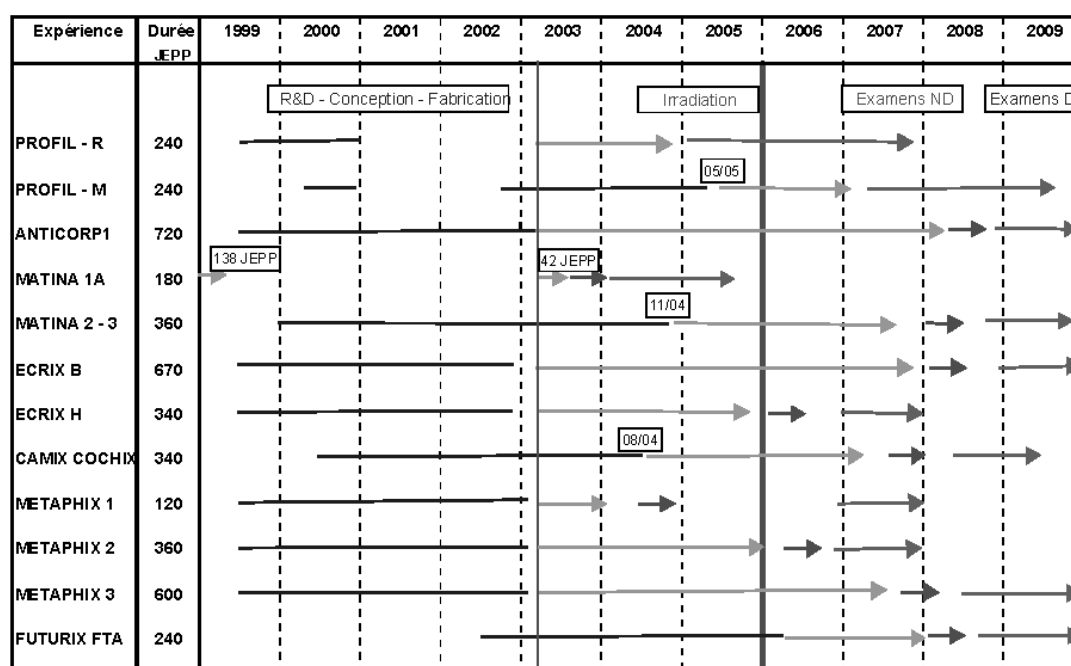 Expérience Durée JEPP 1999 2000 2001 2002 2003 2004 2005 2006 2007 2008 2009
R&D - Conception - Fabrication Irradiation Examens ND Examens D
PROFIL - R 240
PROFIL - M 240 05/05
ANTICORP1 720
138 JEPP 42 JEPP
MATINA 1A 180
11/04
MATINA 2 - 3 360
ECRIX B 670
ECRIX H 340
08/04
CAMIX COCHIX 340
METAPHIX 1 120
METAPHIX 2 360
METAPHIX 3 600
FUTURIX FTA 240